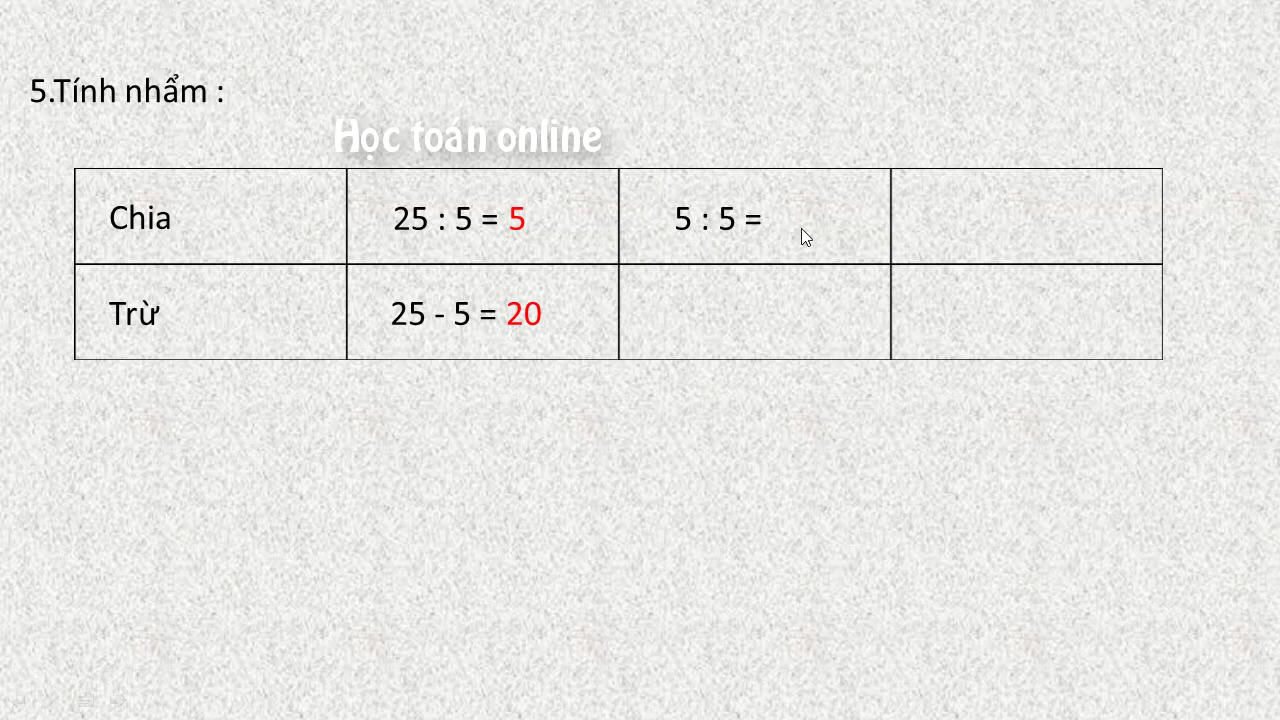 5.Tính nhẩm :
Học toán online
Chia 25 : 5 = 5 5 : 5 =
Trừ 25 - 5 = 20